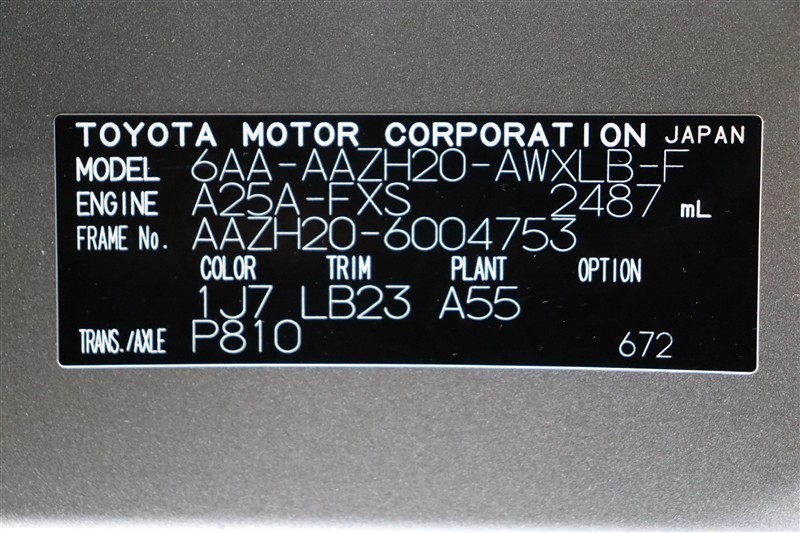 TOYOTA MOTOR CORPORATION JAPAN
MODEL 6AA-AAZH20-AWXLB-F
ENGINE A25A-FXS 2487 mL
FRAME No. AAZH20-6004753
COLOR TRIM PLANT OPTION
1J7 LB23 A55
TRANS./AXLE P810 672